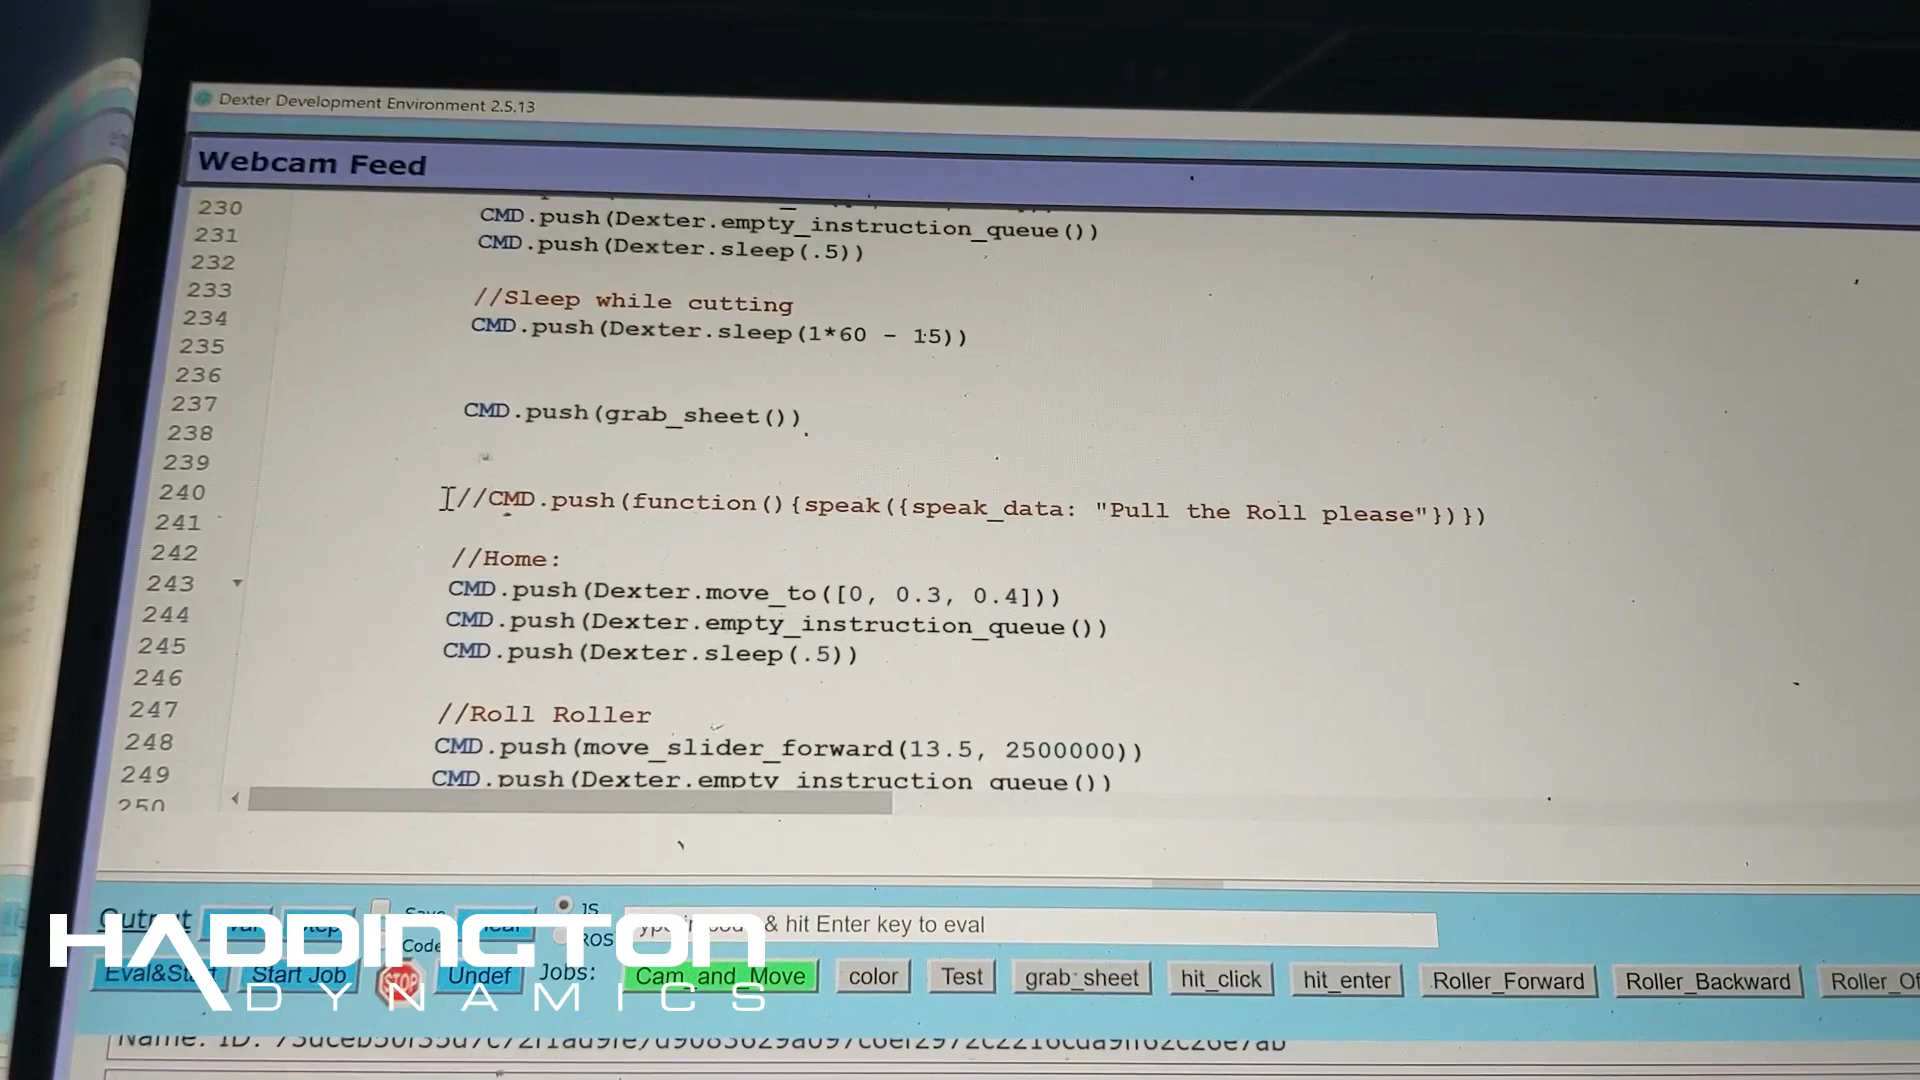 Dexter Development Environment 2.5.13
Webcam Feed
230
231 CMD.push(Dexter.empty_instruction_queue())
232 CMD.push(Dexter.sleep(.5))
233
234 //Sleep while cutting
235 CMD.push(Dexter.sleep(1*60 - 15))
236
237
238 CMD.push(grab_sheet())
239
240
241 //CMD.push(function(){speak({speak_data: "Pull the Roll please"})})
242
243 //Home:
244 CMD.push(Dexter.move_to([0, 0.3, 0.4]))
245 CMD.push(Dexter.empty_instruction_queue())
246 CMD.push(Dexter.sleep(.5))
247
248 //Roll Roller
249 CMD.push(move_slider_forward(13.5, 2500000))
250 CMD.push(Dexter.empty_instruction_queue())
Output JS & hit Enter key to eval
Code ROS
Eval&Start Start Job STOP Undef Jobs: Cam_and_Move color Test grab_sheet hit_click hit_enter Roller_Forward Roller_Backward
HADDINGTON
DYNAMICS